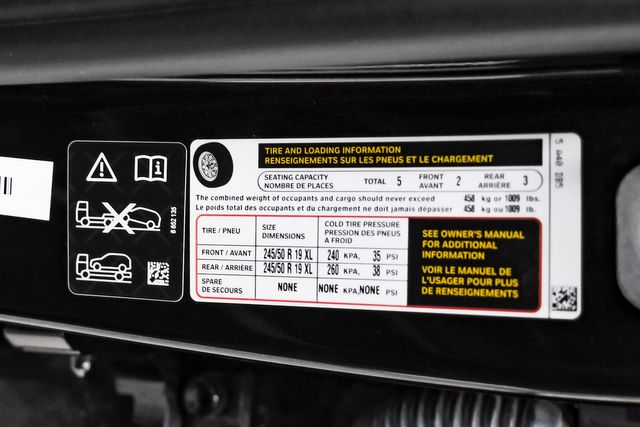 TIRE AND LOADING INFORMATION
RENSEIGNEMENTS SUR LES PNEUS ET LE CHARGEMENT
SEATING CAPACITY
NOMBRE DE PLACES
TOTAL 5
FRONT
AVANT
2
REAR
ARRIÈRE
3
The combined weight of occupants and cargo should never exceed 458 kg or 1009 lbs.
Le poids total des occupants et du chargement ne doit jamais dépasser 458 kg ou 1009 lb.
TIRE / PNEU
SIZE
DIMENSIONS
COLD TIRE PRESSURE
PRESSION DES PNEUS
A FROID
FRONT / AVANT 245/50 R 19 XL 240 KPA, 35 PSI
REAR / ARRIÈRE 245/50 R 19 XL 260 KPA, 38 PSI
SPARE
DE SECOURS
NONE NONE KPA,NONE PSI
SEE OWNER'S MANUAL
FOR ADDITIONAL
INFORMATION
VOIR LE MANUEL DE
L'USAGER POUR PLUS
DE RENSEIGNEMENTS